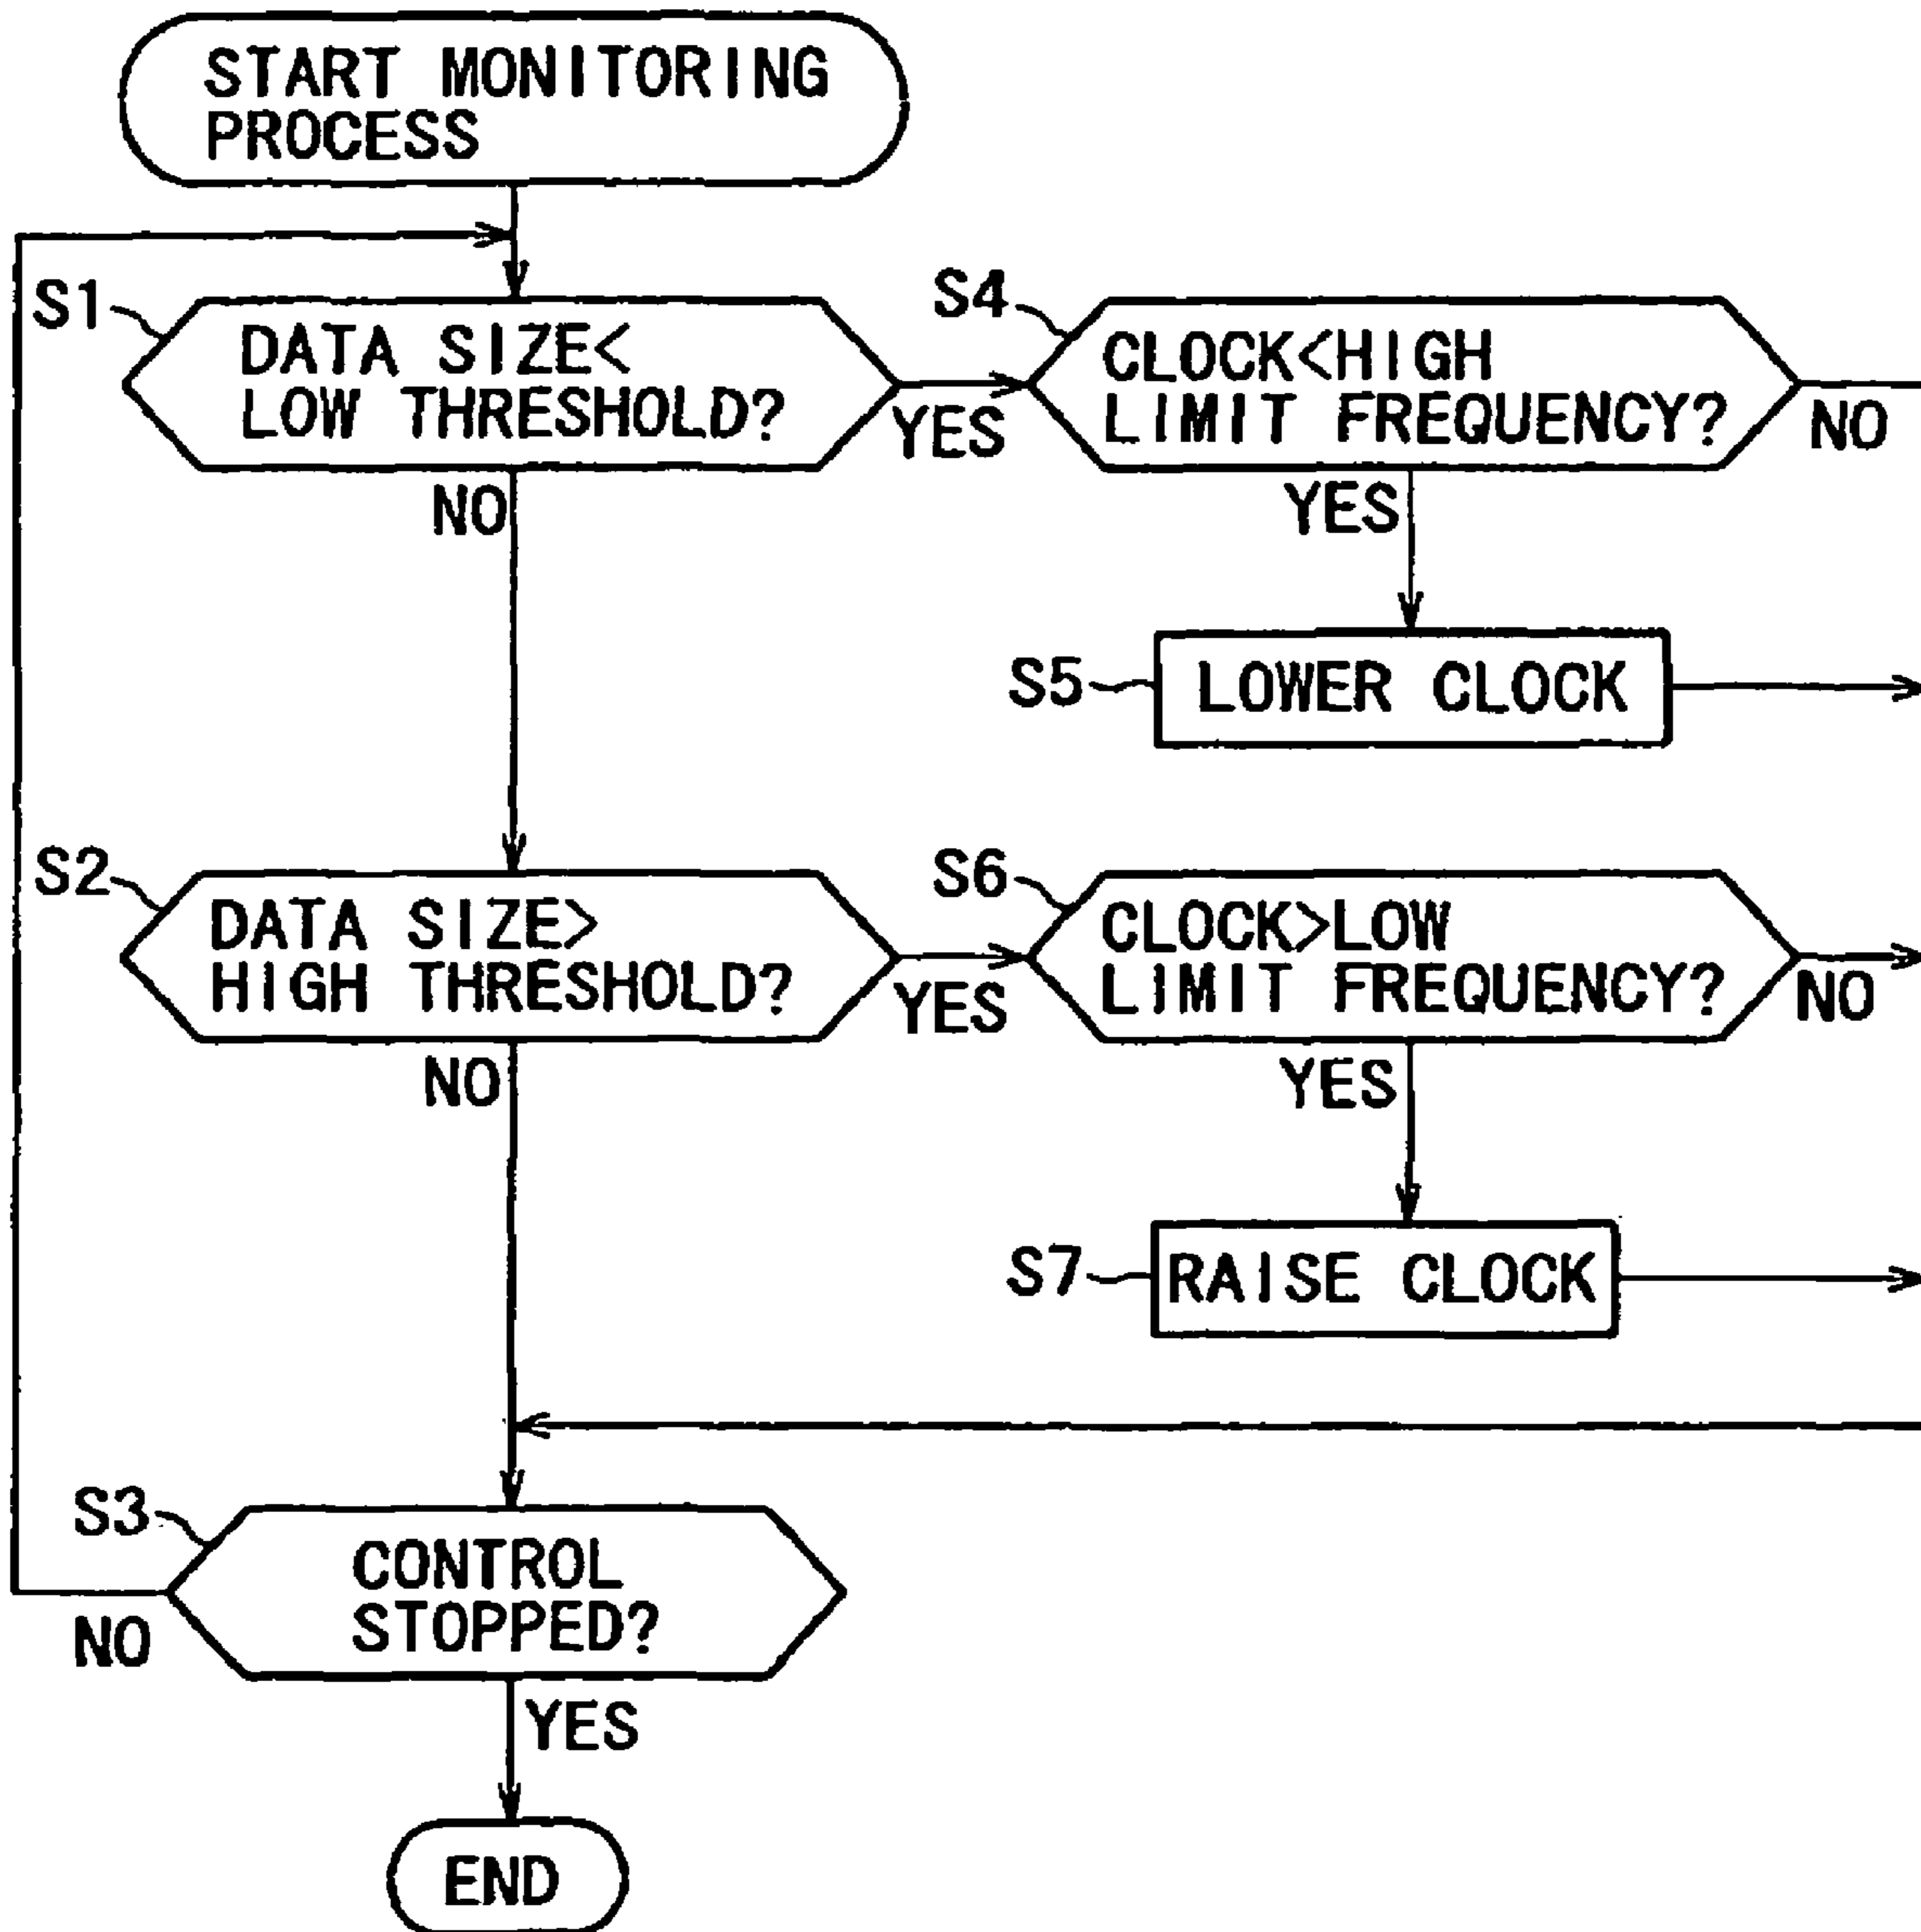 START MONITORING
PROCESS
S1
DATA SIZE<
LOW THRESHOLD?
YES
NO
S4
CLOCK<HIGH
LIMIT FREQUENCY?
NO
YES
S5
LOWER CLOCK
S2
DATA SIZE>
HIGH THRESHOLD?
YES
NO
S6
CLOCK>LOW
LIMIT FREQUENCY?
NO
YES
S7
RAISE CLOCK
S3
CONTROL
STOPPED?
NO
YES
END